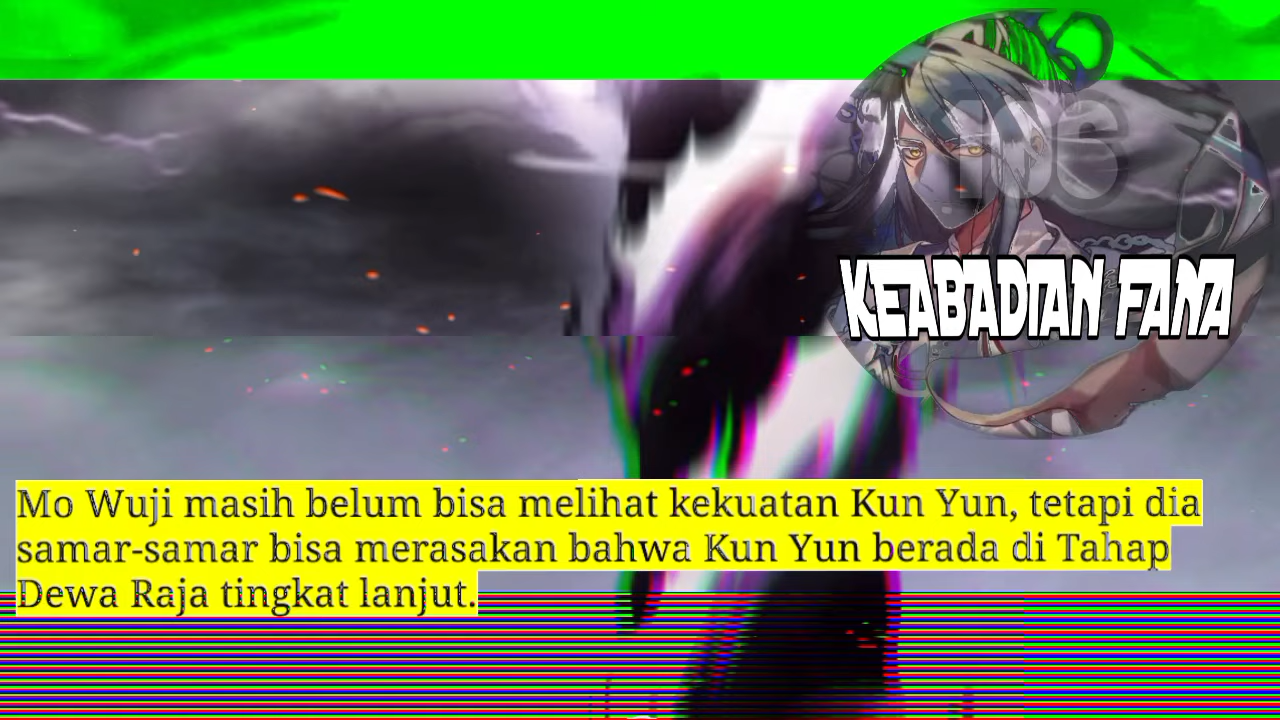 106
KEABADIAN FANA
Mo Wuji masih belum bisa melihat kekuatan Kun Yun, tetapi dia
samar-samar bisa merasakan bahwa Kun Yun berada di Tahap
Dewa Raja tingkat lanjut.